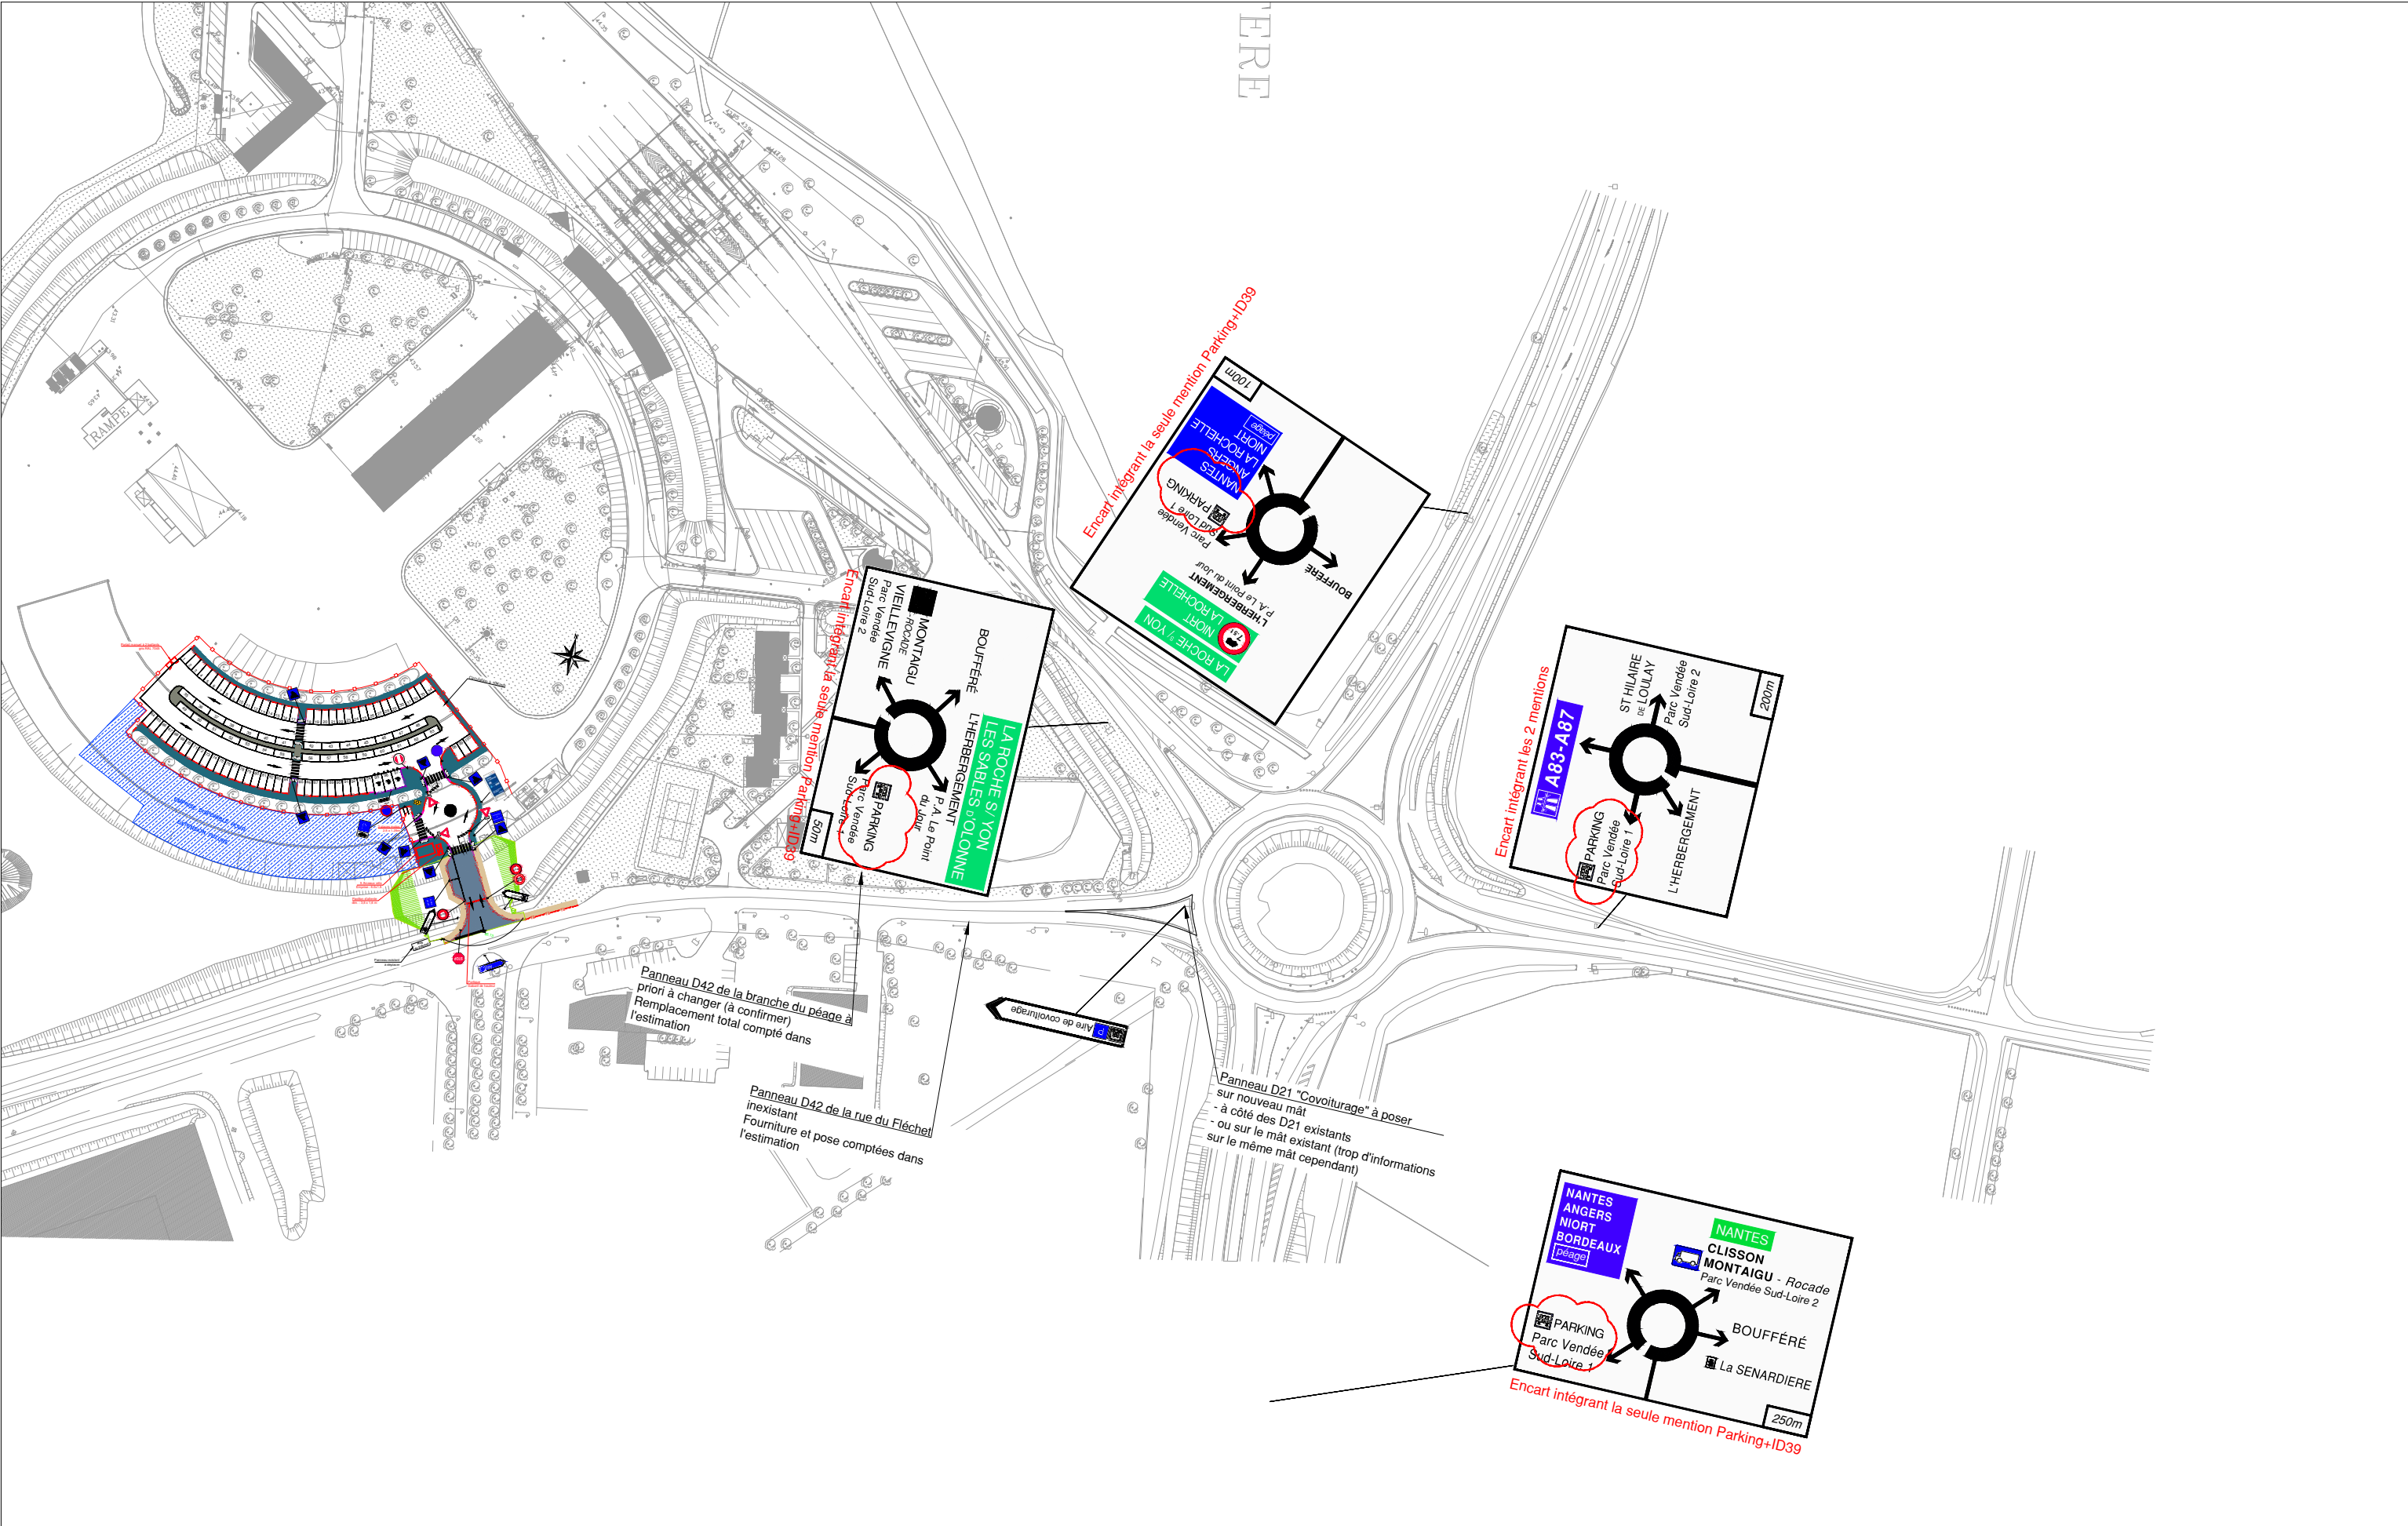 TERE
RAMPE
Encart intégrant la seule mention Parking+ID39
100m
NANTES
ANGERS
LA ROCHELLE
NIORT
péage
PARKING
Parc Vendée
Sud Loire 1
L'HERBERGEMENT
P.A. Le Point du Jour
NIORT
LA ROCHELLE
7.5t
LA ROCHE S/ YON
BOUFFÉRÉ
Encart intégrant la seule mention Parking+ID39
MONTAIGU
-ROCADE
VIEILLEVIGNE
Parc Vendée
Sud-Loire 2
BOUFFÉRÉ
LA ROCHE S/ YON
LES SABLES D'OLONNE
L'HERBERGEMENT
P.A. Le Point
du Jour
PARKING
Parc Vendée
Sud-Loire 1
50m
Encart intégrant les 2 mentions
A83-A87
ST HILAIRE
DE LOULAY
Parc Vendée
Sud-Loire 2
200m
PARKING
Parc Vendée
Sud-Loire 1
L'HERBERGEMENT
Panneau D42 de la branche du péage à
priori à changer (à confirmer)
Remplacement total compté dans
l'estimation
Panneau D42 de la rue du Fléchet
inexistant
Fourniture et pose comptées dans
l'estimation
P Aire de covoiturage
Panneau D21 "Covoiturage" à poser
sur nouveau mât
- à côté des D21 existants
- ou sur le mât existant (trop d'informations
sur le même mât cependant)
NANTES
ANGERS
NIORT
BORDEAUX
péage
NANTES
CLISSON
MONTAIGU - Rocade
Parc Vendée Sud-Loire 2
BOUFFÉRÉ
La SENARDIERE
PARKING
Parc Vendée
Sud-Loire 1
250m
Encart intégrant la seule mention Parking+ID39